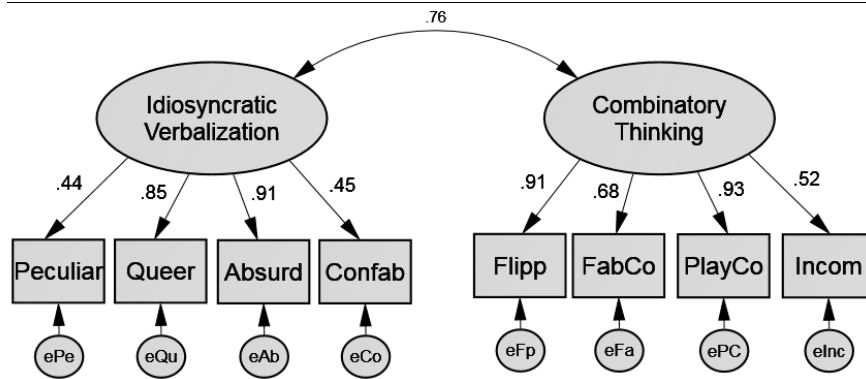 .76
Idiosyncratic
Verbalization
Combinatory
Thinking
.44
.85
.91
.45
.91
.68
.93
.52
Peculiar
Queer
Absurd
Confab
Flipp
FabCo
PlayCo
Incom
ePe
eQu
eAb
eCo
eFp
eFa
ePC
eInc